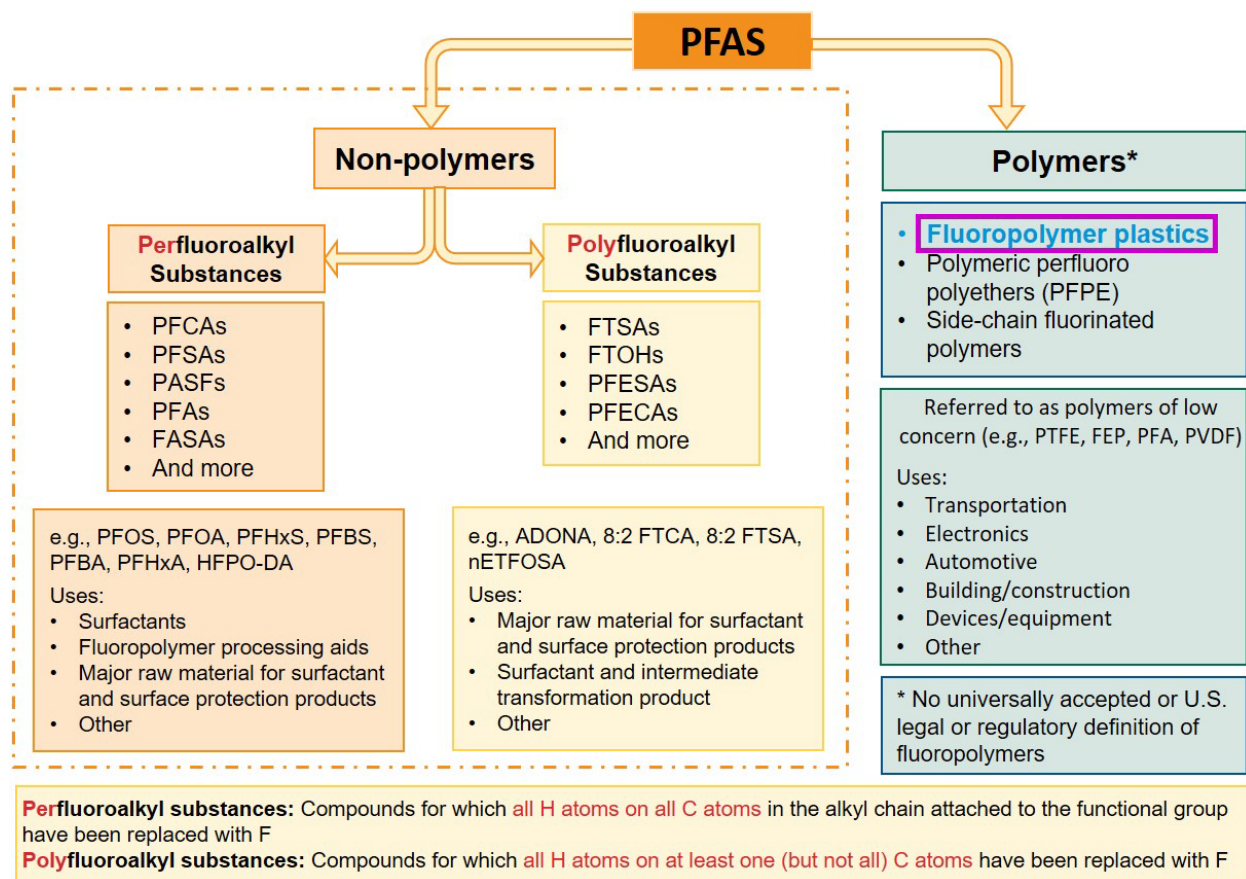 PFAS
Non-polymers
Perfluoroalkyl
Substances
• PFCAs
• PFSAs
• PASFs
• PFAs
• FASAs
• And more
e.g., PFOS, PFOA, PFHxS, PFBS,
PFBA, PFHxA, HFPO-DA
Uses:
• Surfactants
• Fluoropolymer processing aids
• Major raw material for surfactant
and surface protection products
• Other
Polyfluoroalkyl
Substances
• FTSAs
• FTOHs
• PFESAs
• PFECAs
• And more
e.g., ADONA, 8:2 FTCA, 8:2 FTSA,
nETFOSA
Uses:
• Major raw material for surfactant
and surface protection products
• Surfactant and intermediate
transformation product
• Other
Polymers*
• Fluoropolymer plastics
• Polymeric perfluoro
polyethers (PFPE)
• Side-chain fluorinated
polymers
Referred to as polymers of low
concern (e.g., PTFE, FEP, PFA, PVDF)
Uses:
• Transportation
• Electronics
• Automotive
• Building/construction
• Devices/equipment
• Other
* No universally accepted or U.S.
legal or regulatory definition of
fluoropolymers
Perfluoroalkyl substances: Compounds for which all H atoms on all C atoms in the alkyl chain attached to the functional group
have been replaced with F
Polyfluoroalkyl substances: Compounds for which all H atoms on at least one (but not all) C atoms have been replaced with F